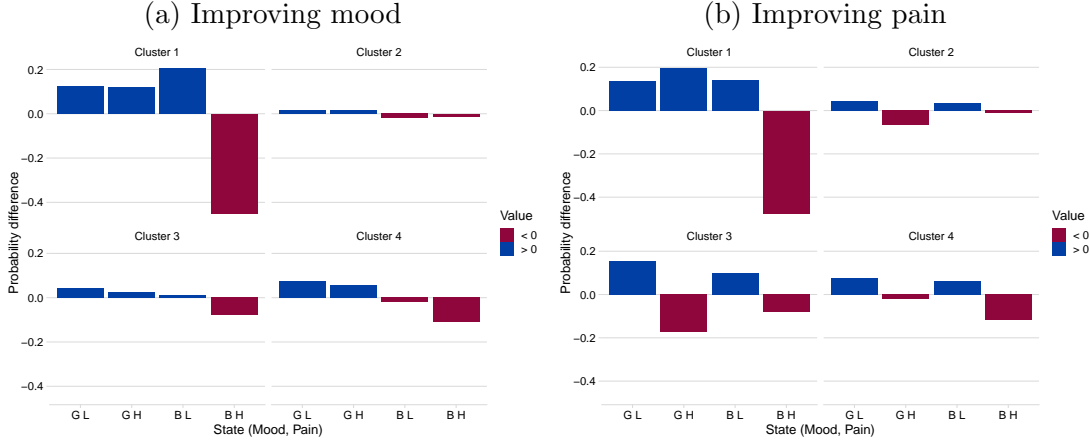 (a) Improving mood
Cluster 1
Cluster 2
0.2
0.0
−0.2
−0.4
Cluster 3
Cluster 4
0.2
0.0
−0.2
−0.4
G L
G H
B L
B H
G L
G H
B L
B H
State (Mood, Pain)
Probability difference
Value
< 0
> 0
(b) Improving pain
Cluster 1
Cluster 2
0.2
0.0
−0.2
−0.4
Cluster 3
Cluster 4
0.2
0.0
−0.2
−0.4
G L
G H
B L
B H
G L
G H
B L
B H
State (Mood, Pain)
Probability difference
Value
< 0
> 0